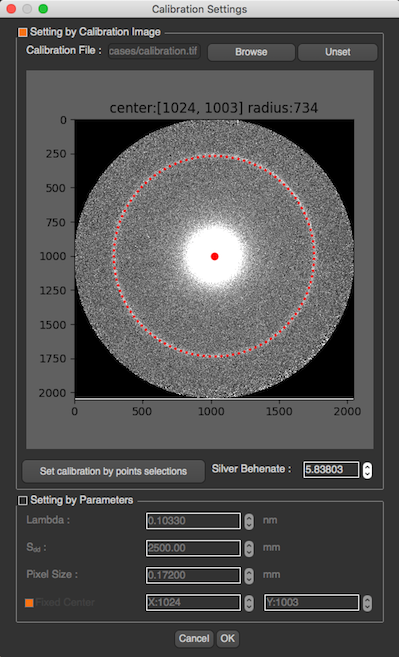 Calibration Settings
Setting by Calibration Image
Calibration File : cases/calibration.tif Browse Unset
center:[1024, 1003] radius:734
0
250
500
750
1000
1250
1500
1750
2000
0 500 1000 1500 2000
Set calibration by points selections Silver Behenate : 5.83803
Setting by Parameters
Lambda : 0.10330 nm
Sdd : 2500.00 mm
Pixel Size : 0.17200 mm
Fixed Center X:1024 Y:1003
Cancel OK